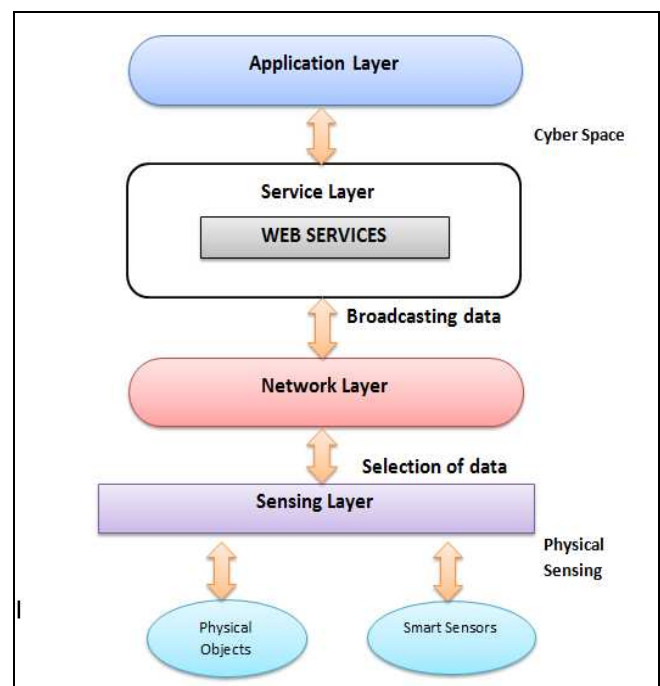 Application Layer
Cyber Space
Service Layer
WEB SERVICES
Broadcasting data
Network Layer
Selection of data
Sensing Layer
Physical
Sensing
Physical
Objects
Smart Sensors